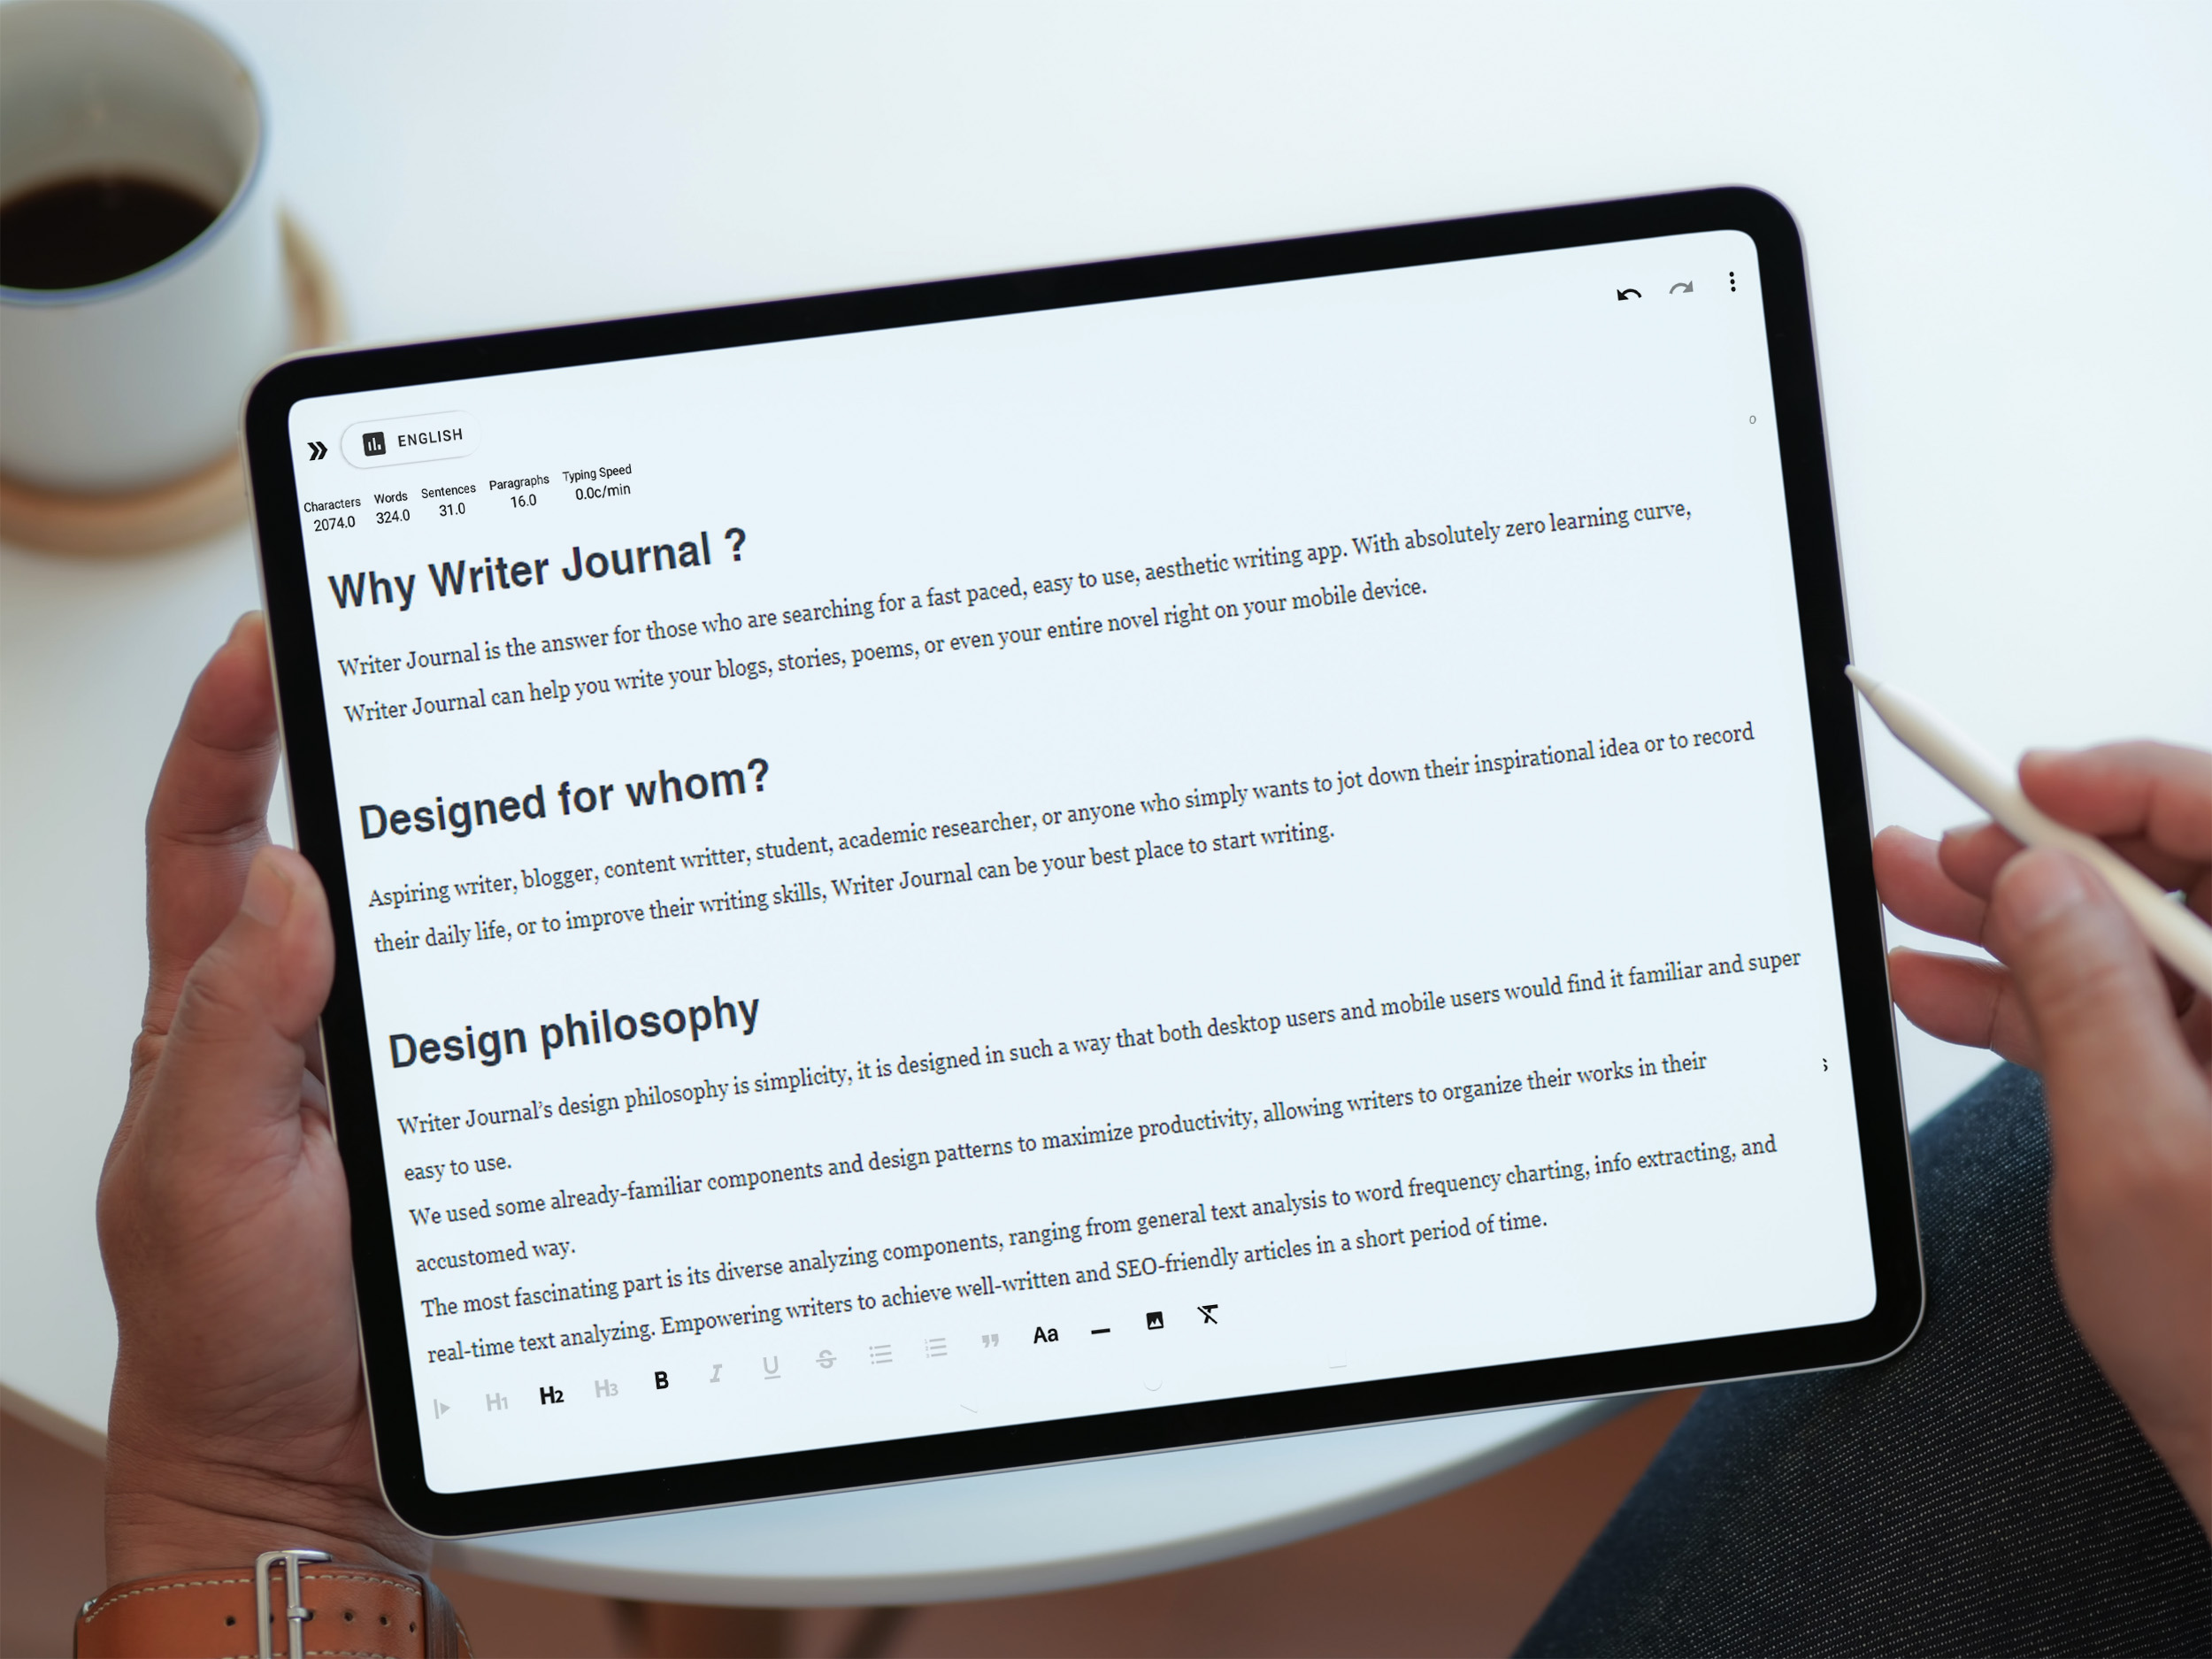 ENGLISH
Characters Words Sentences Paragraphs Typing Speed
2074.0 324.0 31.0 16.0 0.0c/min
Why Writer Journal ?
Writer Journal is the answer for those who are searching for a fast paced, easy to use, aesthetic writing app. With absolutely zero learning curve,
Writer Journal can help you write your blogs, stories, poems, or even your entire novel right on your mobile device.
Designed for whom?
Aspiring writer, blogger, content writter, student, academic researcher, or anyone who simply wants to jot down their inspirational idea or to record
their daily life, or to improve their writing skills, Writer Journal can be your best place to start writing.
Design philosophy
Writer Journal’s design philosophy is simplicity, it is designed in such a way that both desktop users and mobile users would find it familiar and super
easy to use.
We used some already-familiar components and design patterns to maximize productivity, allowing writers to organize their works in their
accustomed way.
The most fascinating part is its diverse analyzing components, ranging from general text analysis to word frequency charting, info extracting, and
real-time text analyzing. Empowering writers to achieve well-written and SEO-friendly articles in a short period of time.
H1 H2 H3 B I U S Aa